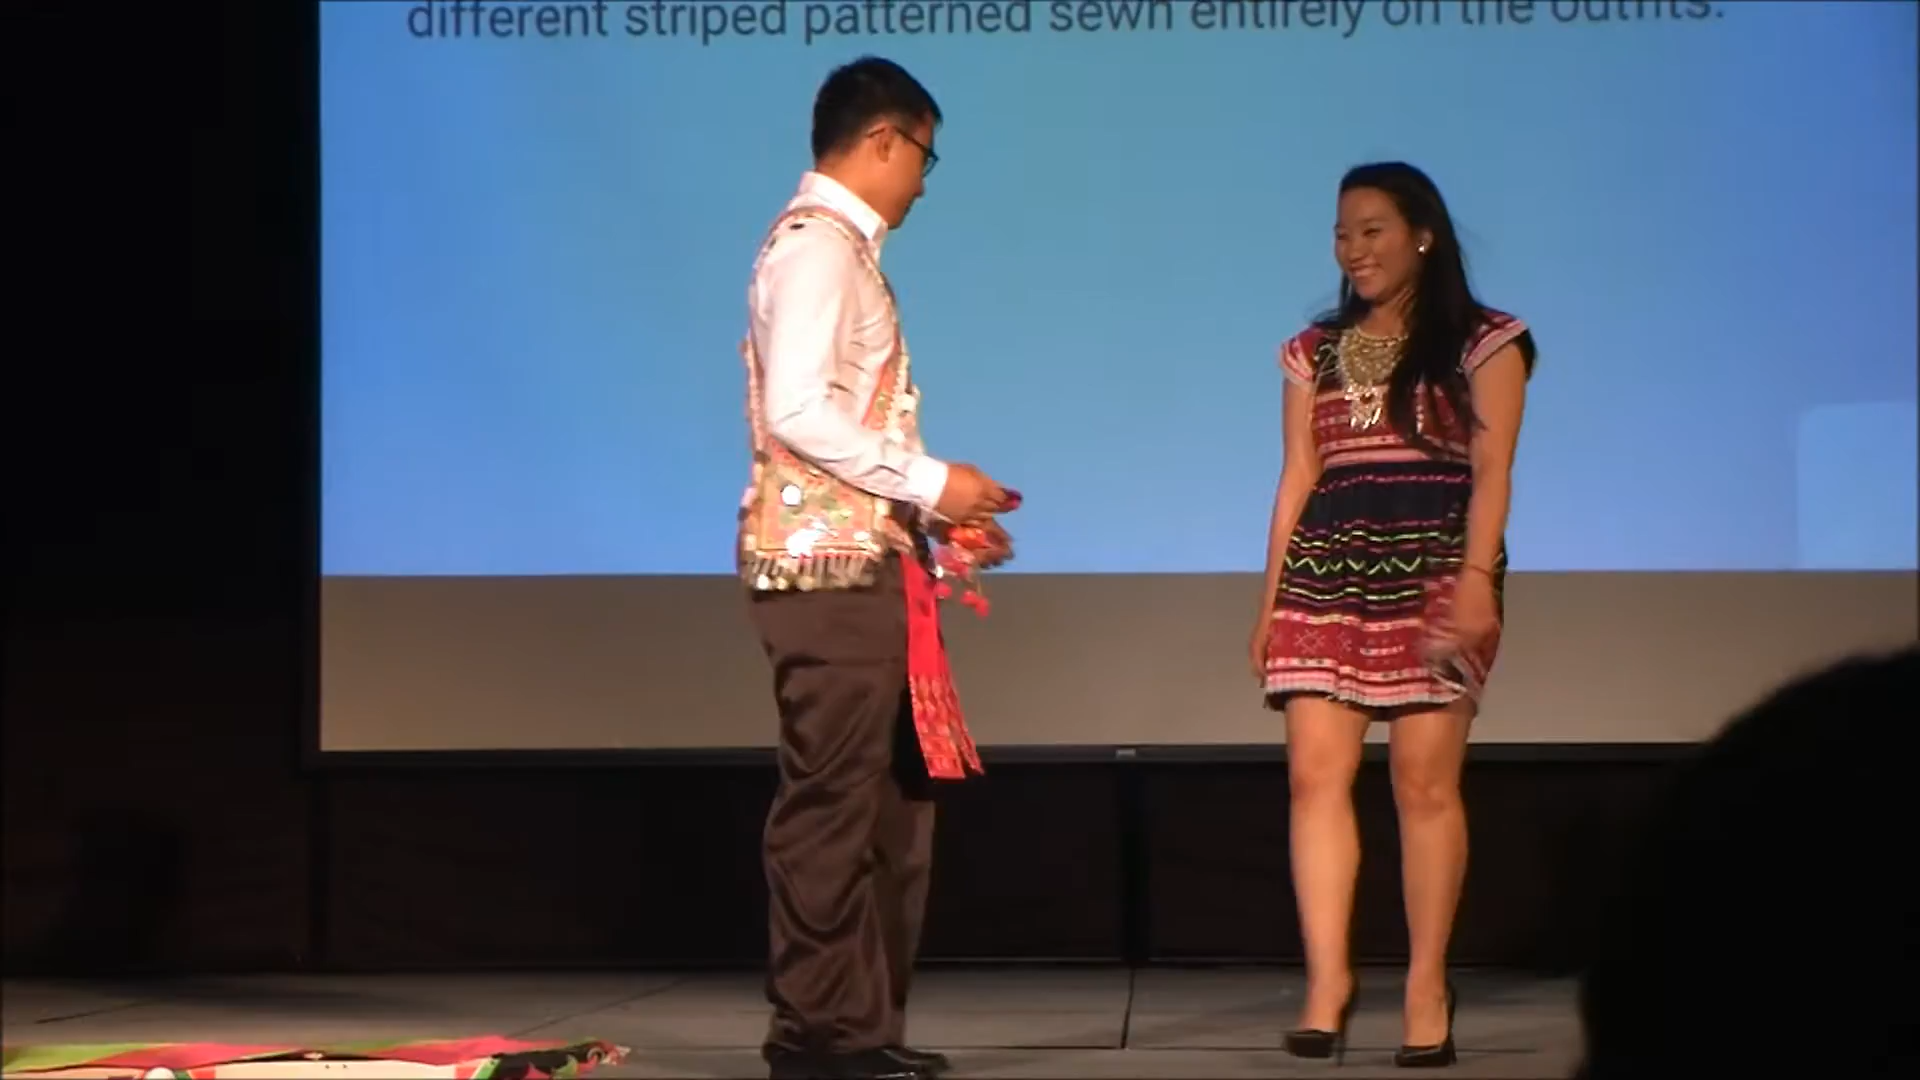 different striped patterned sewn entirely on the outfits.